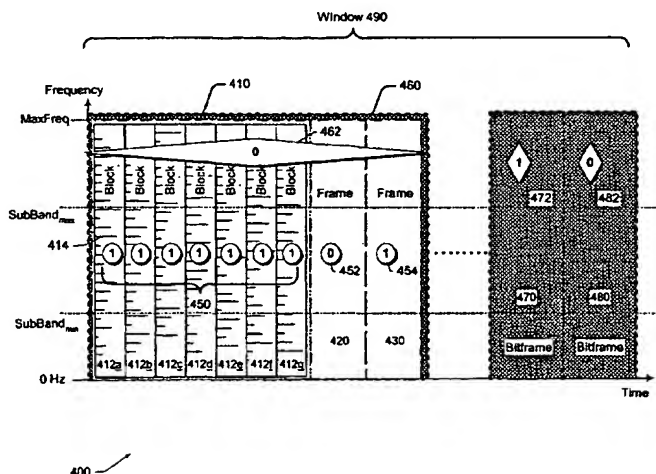 Window 490
Frequency
410
460
MaxFreq
462
0
Block
Block
Block
Block
Block
Block
Block
Frame
Frame
1
0
472
482
SubBand max
414
1
1
1
1
1
1
1
0
1
450
452
454
470
480
SubBand
420
430
Bitframe
Bitframe
412a
412b
412c
412d
412e
412f
412g
0 Hz
Time
400